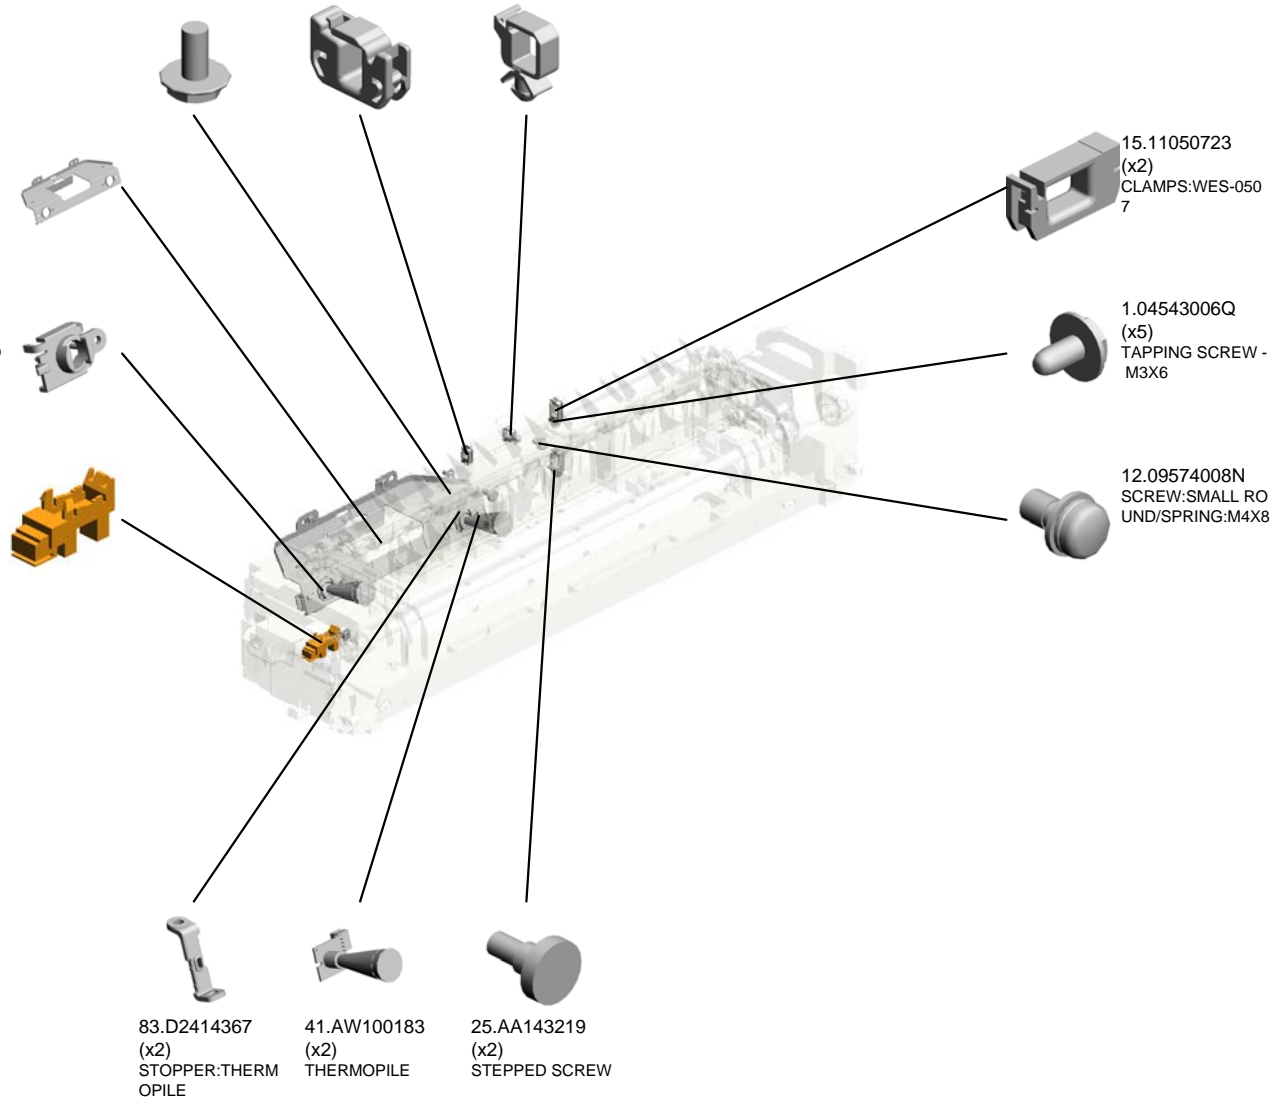 15.11050723
(x2)
CLAMPS:WES-050
7
1.04543006Q
(x5)
TAPPING SCREW -
M3X6
12.09574008N
SCREW:SMALL RO
UND/SPRING:M4X8
83.D2414367
(x2)
STOPPER:THERM
OPILE
41.AW100183
(x2)
THERMOPILE
25.AA143219
(x2)
STEPPED SCREW